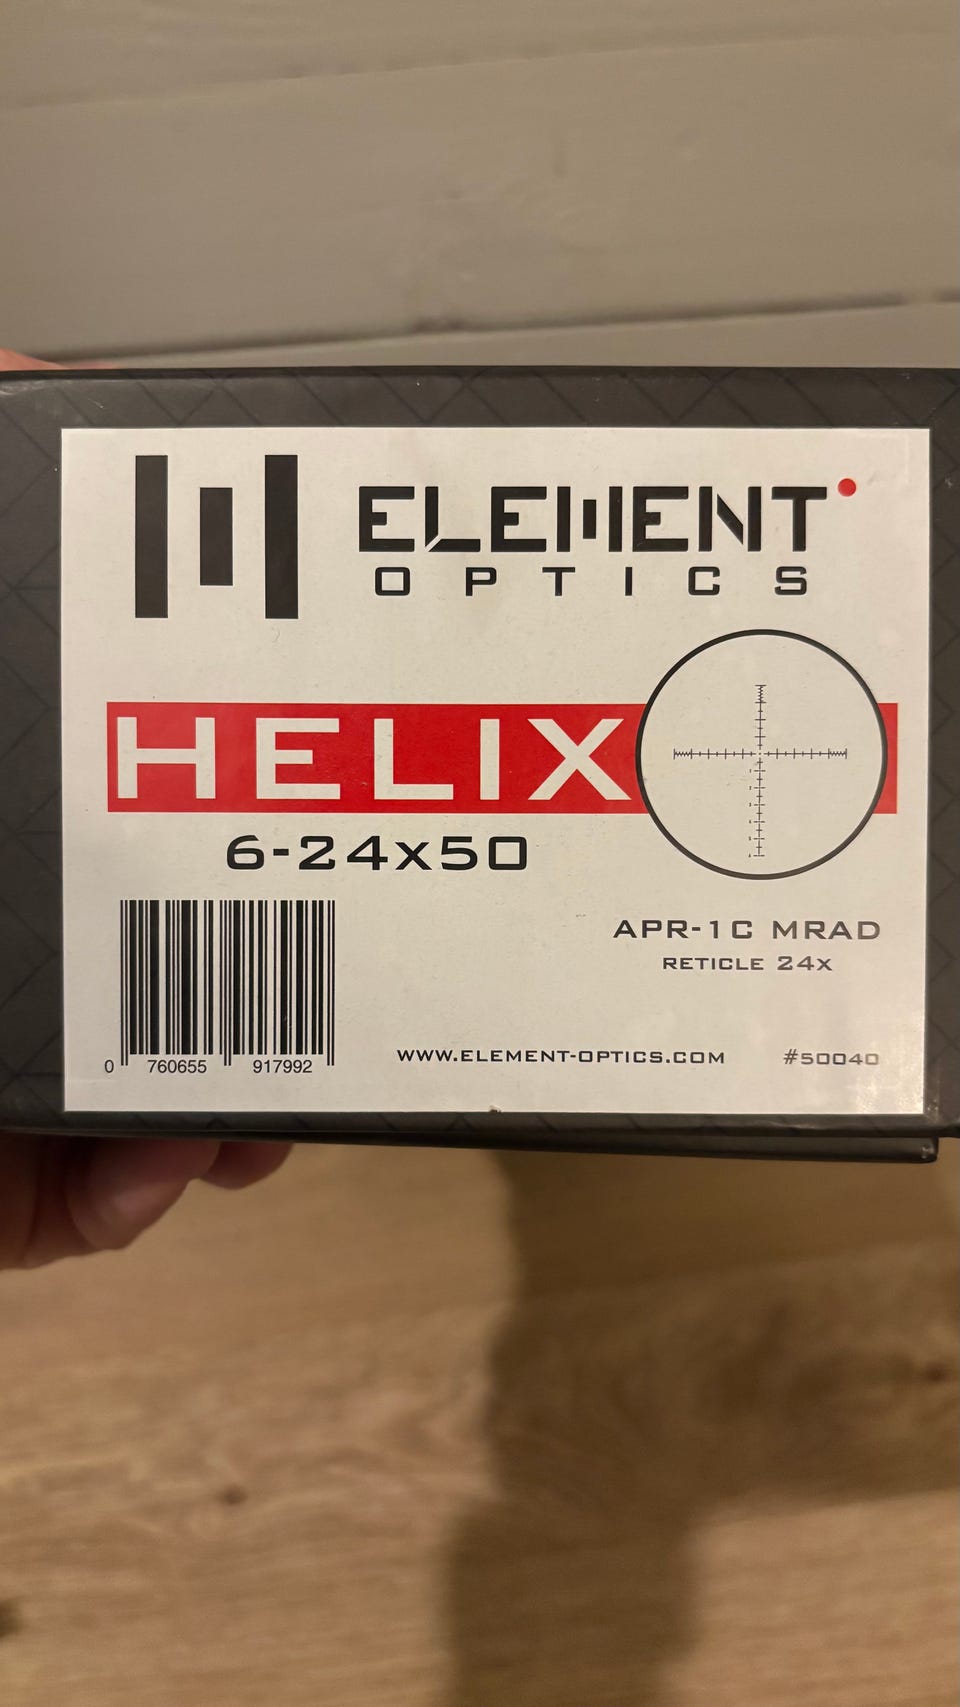 ELEMENT
OPTICS
HELIX
6-24x50
APR-1C MRAD
RETICLE 24X
0 760655 917992
WWW.ELEMENT-OPTICS.COM
#50040